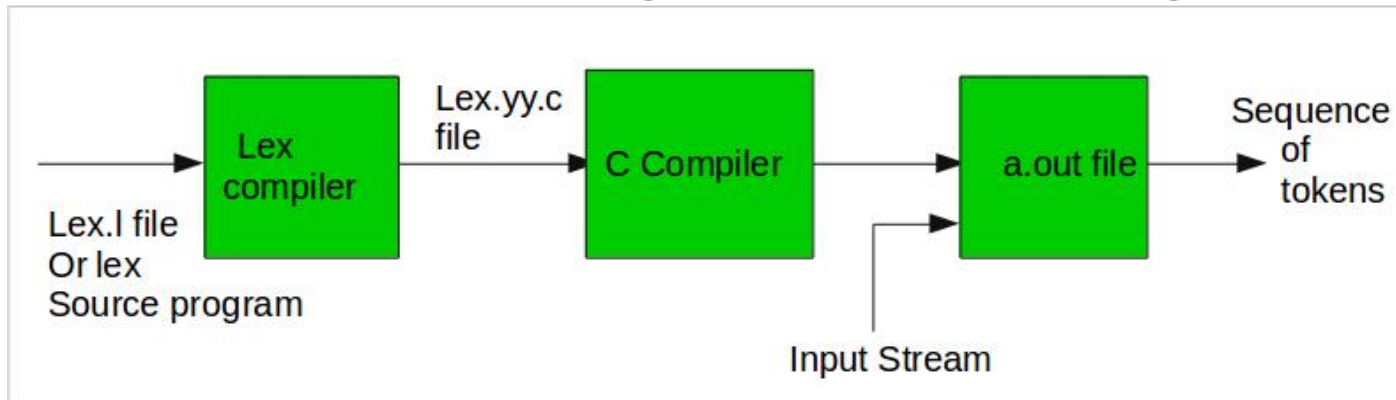 Lex.l file
Or lex
Source program
Lex
compiler
Lex.yy.c
file
C Compiler
a.out file
Input Stream
Sequence
of
tokens